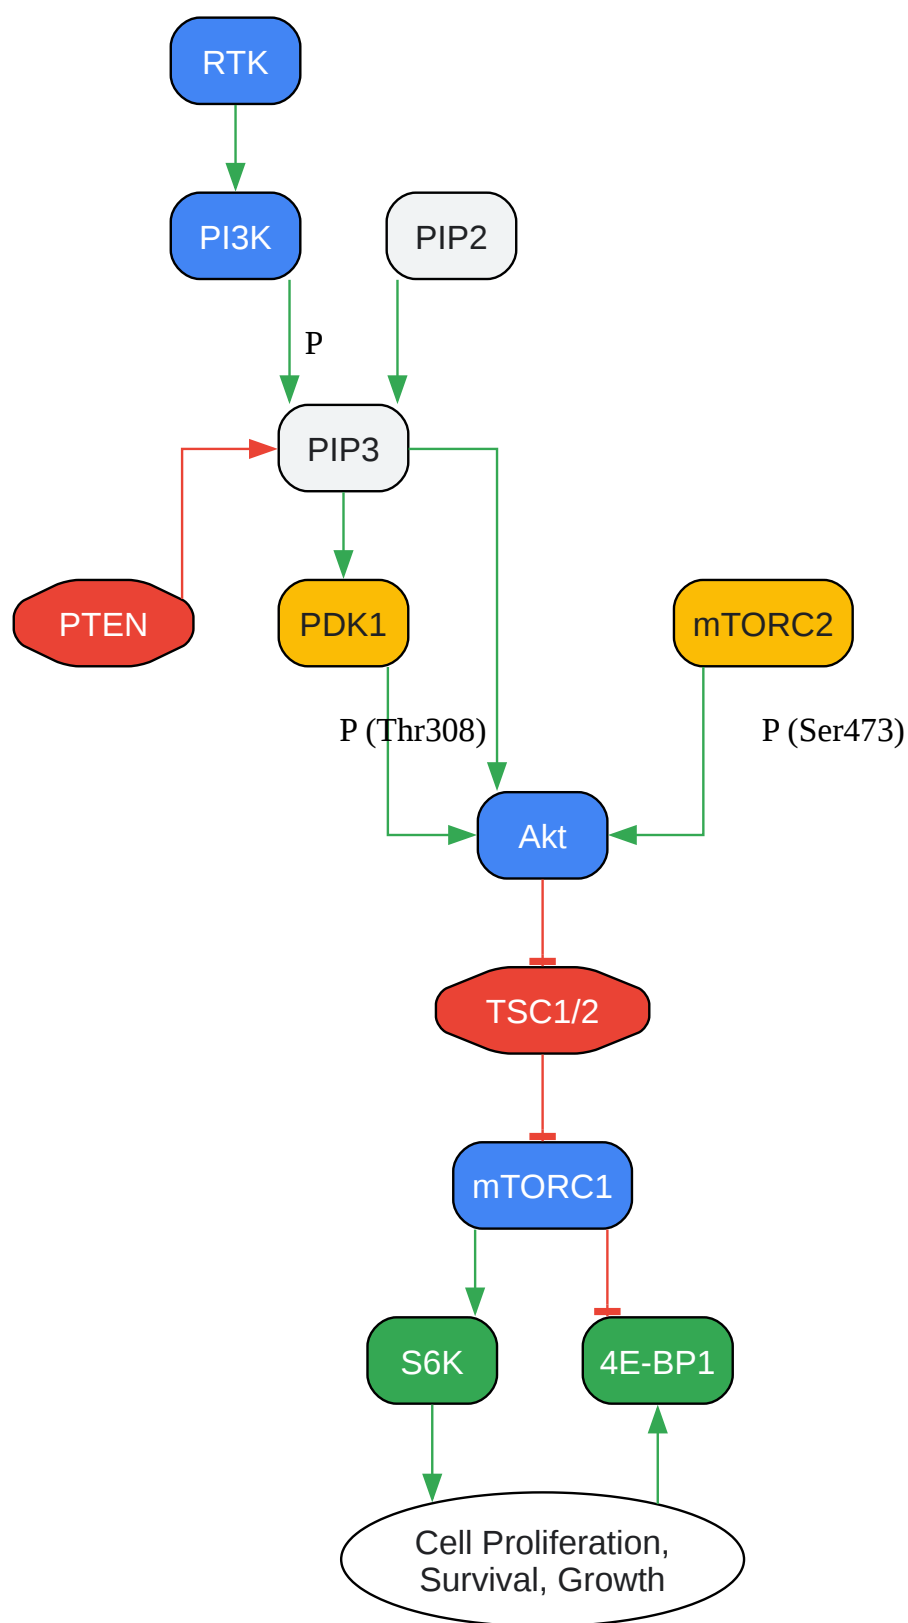 RTK
PI3K
PIP2
P
PIP3
PTEN
PDK1
mTORC2
P (Thr308)
P (Ser473)
Akt
TSC1/2
mTORC1
S6K
4E-BP1
Cell Proliferation,
Survival, Growth